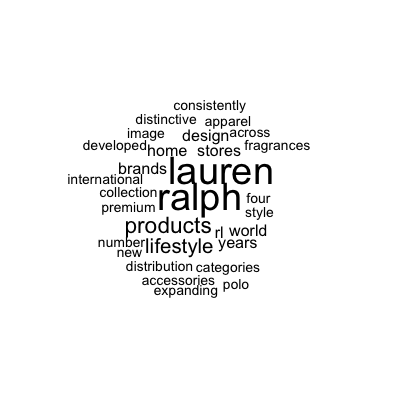 consistently
distinctive apparel
image design across
developed home stores fragrances
brands lauren
international
collection ralph four
premium style
products rl world
number lifestyle years
new
distribution categories
accessories polo
expanding